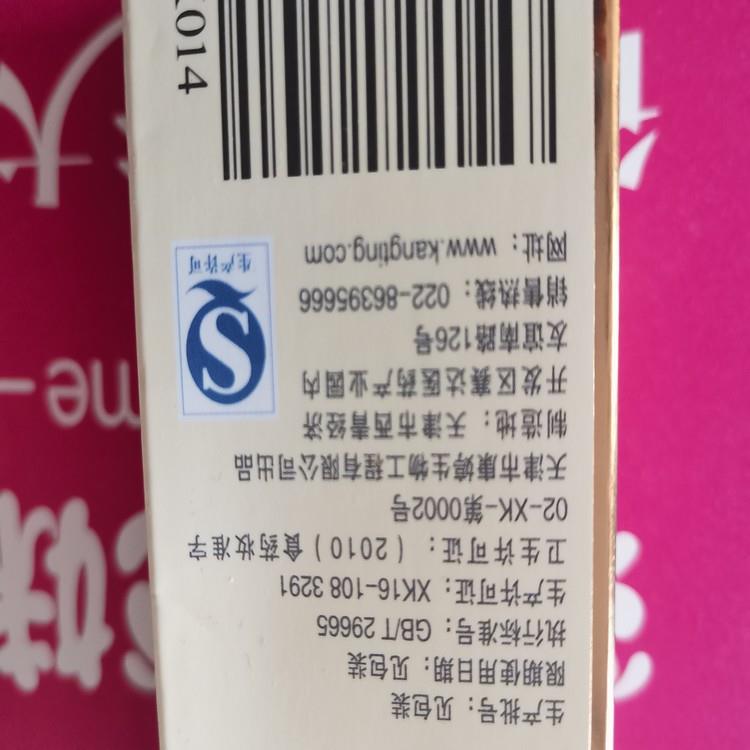 生产批号：见包装
限期使用日期：见包装
执行标准号：GB/T 29665
生产许可证：XK16-108 3291
卫生许可证：（2010）食药妆准字
02-XK-第0002号
天津市康婷生物工程有限公司出品
制造地：天津市西青经济
开发区赛达医药产业园内
友谊南路126号
销售热线：022-86395666
网址：www.kangting.com
生产许可
014
me